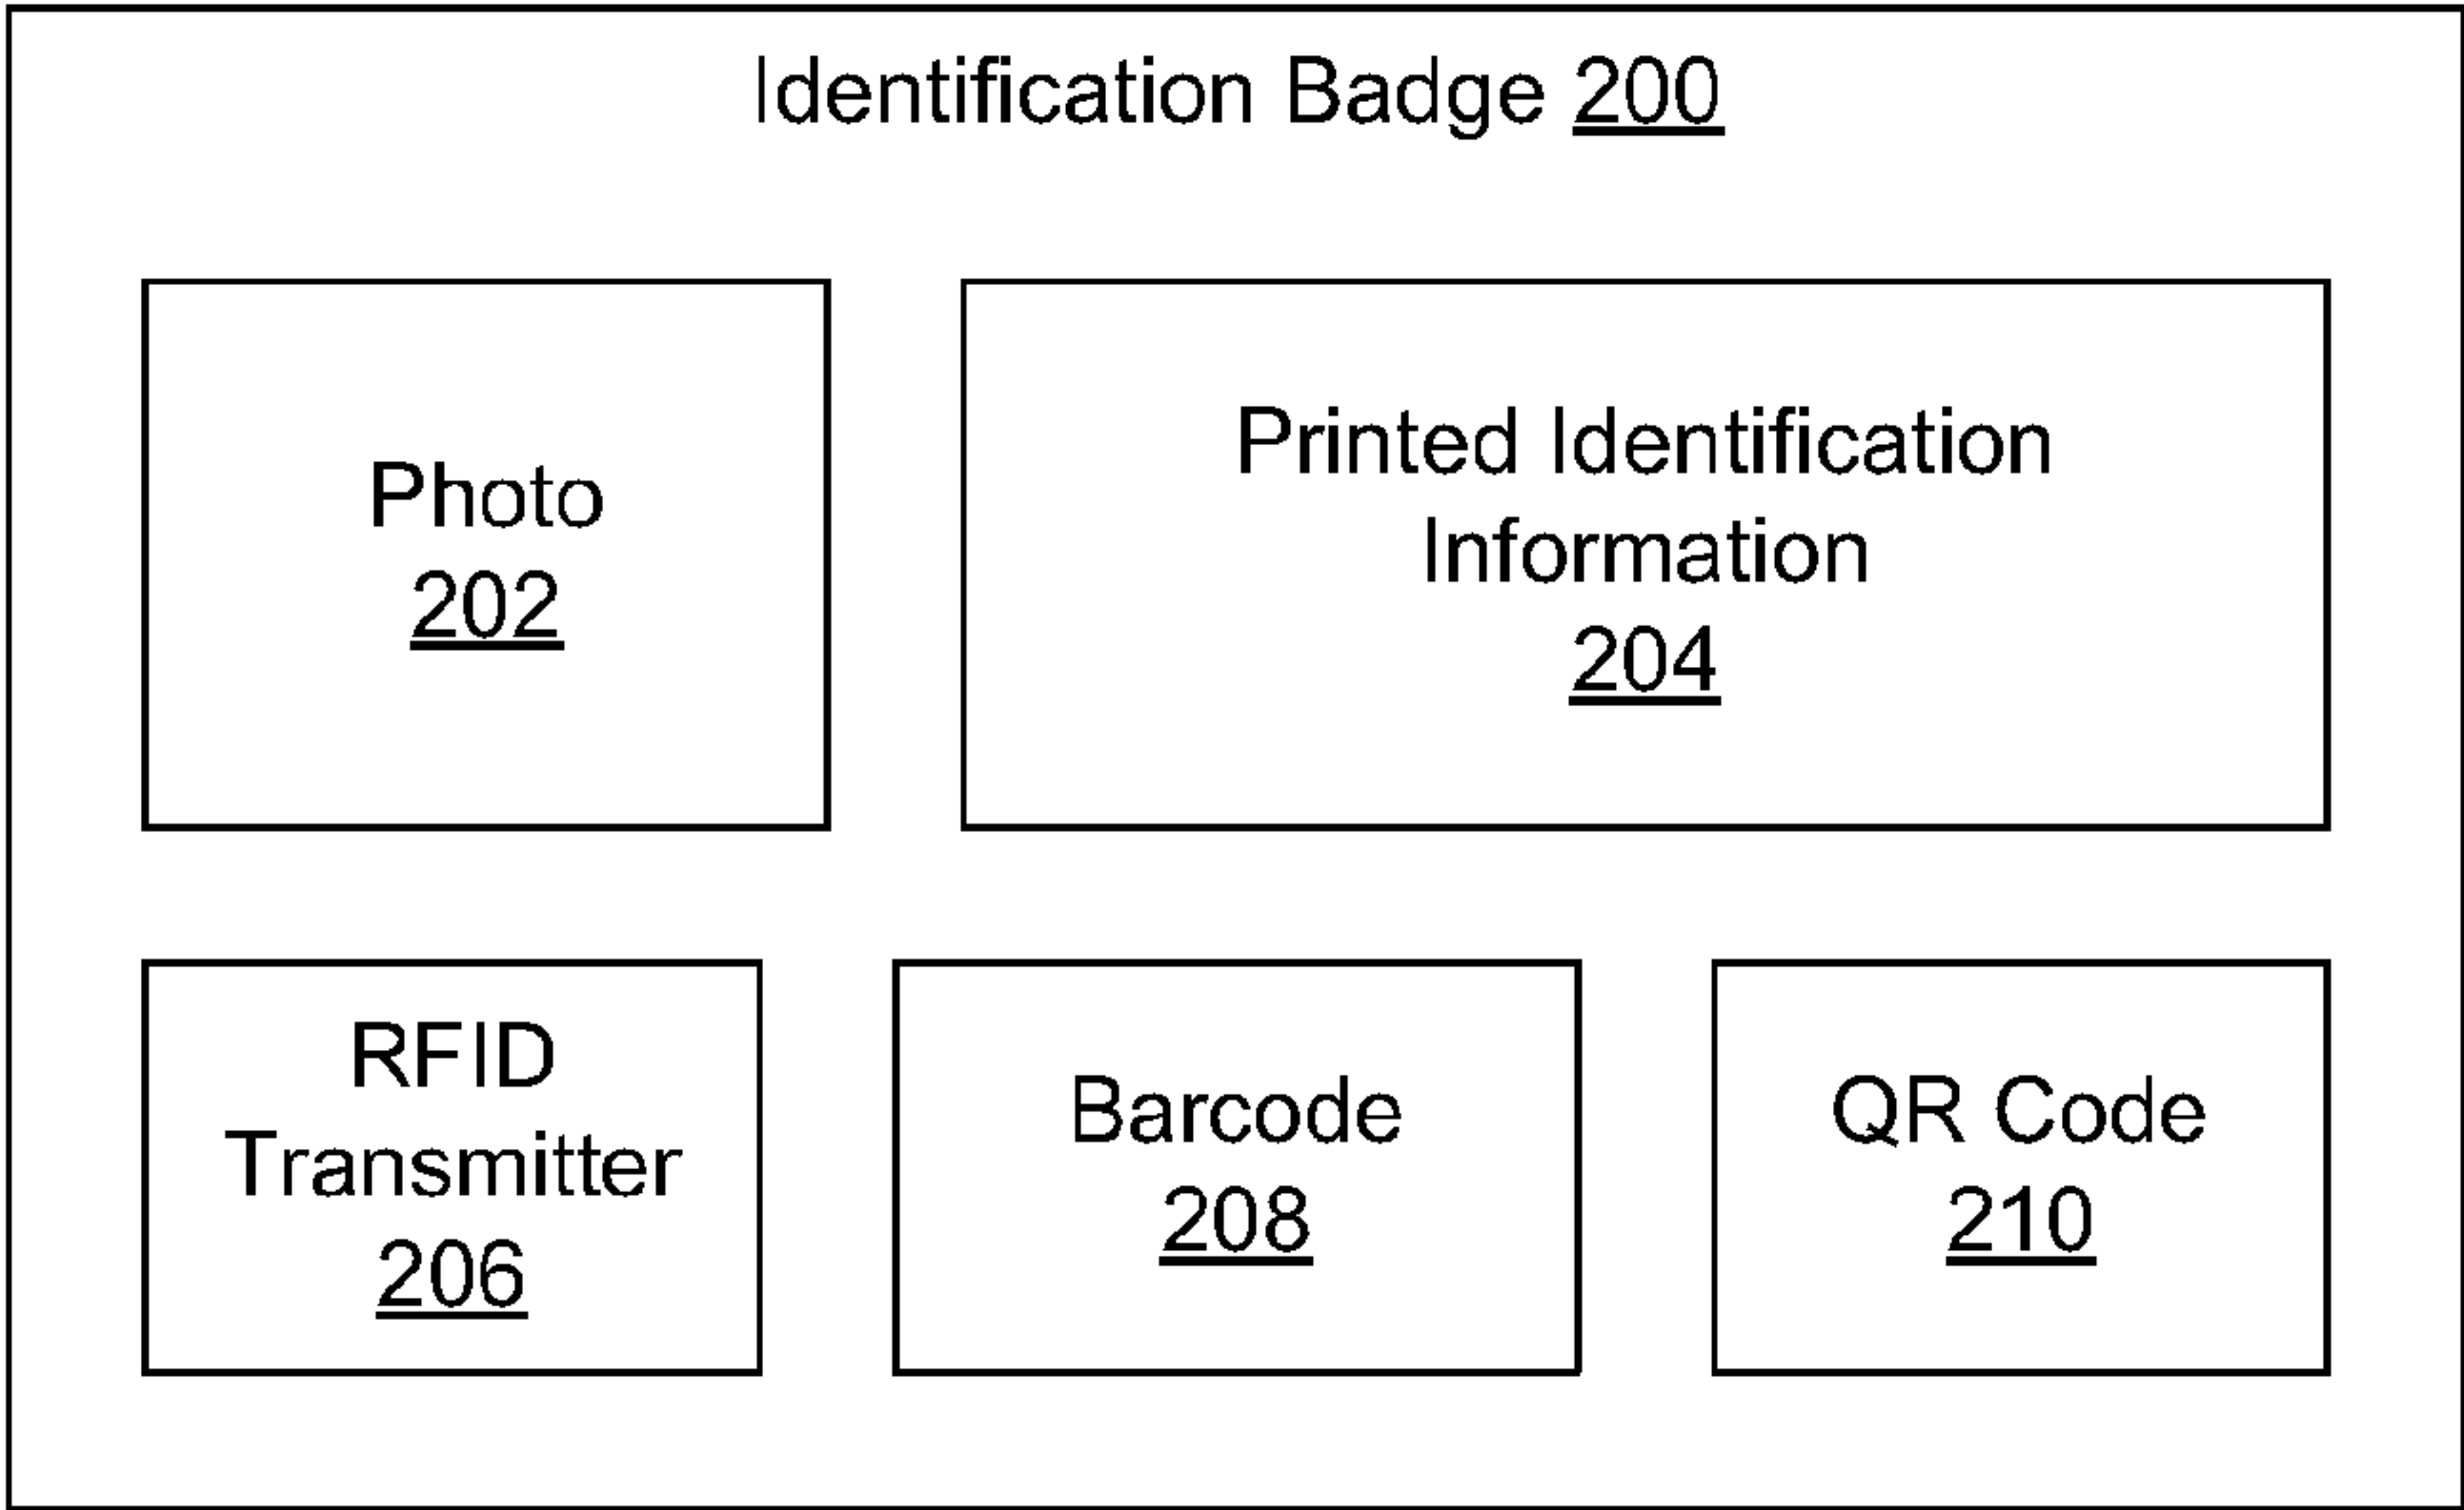 Identification Badge 200
Photo
202
Printed Identification
Information
204
RFID
Transmitter
206
Barcode
208
QR Code
210